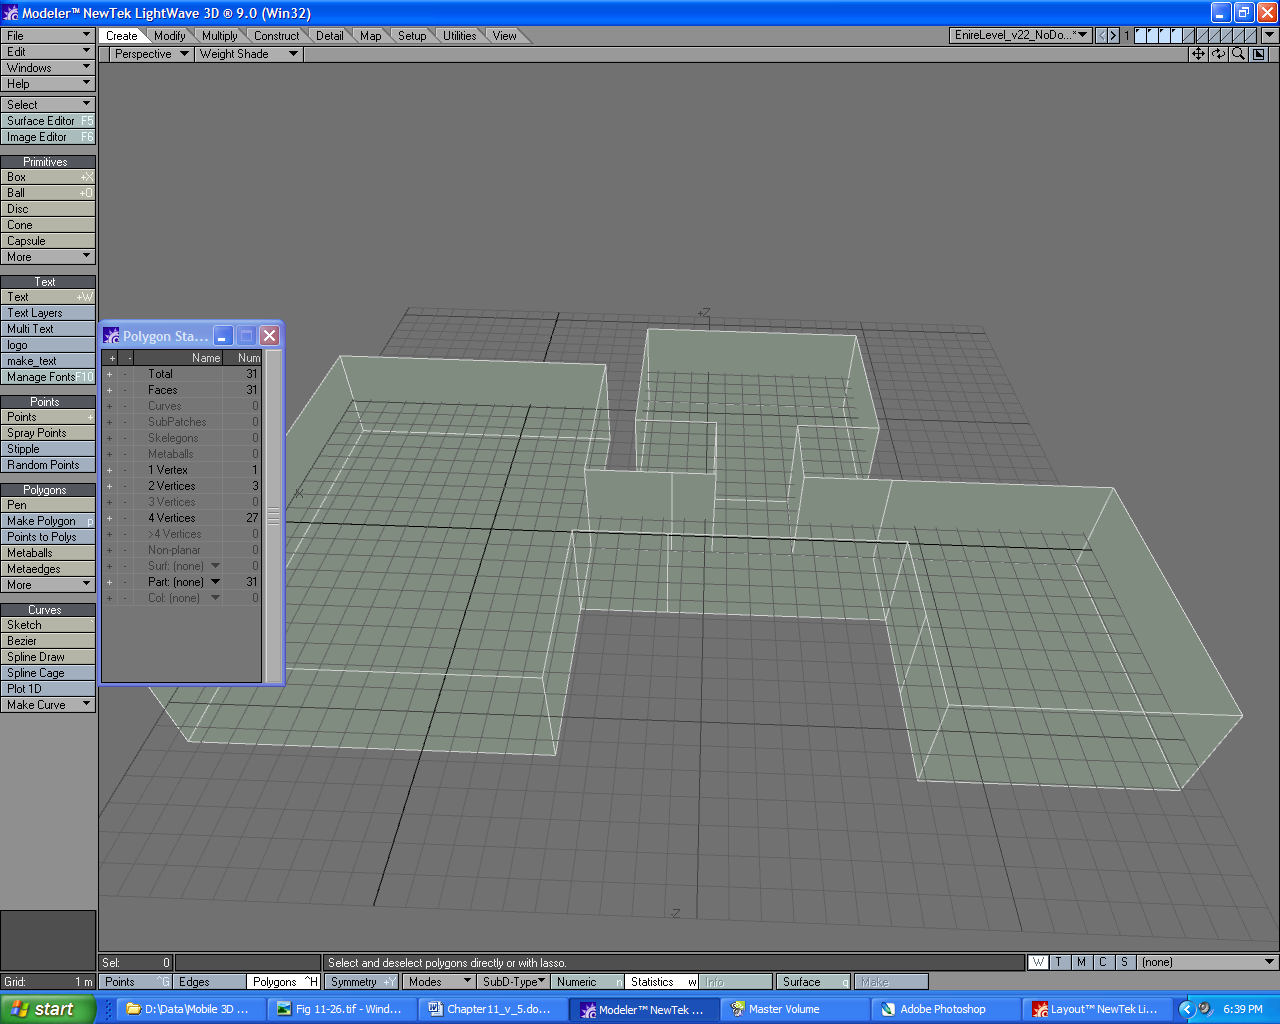 Modeler™ NewTek LightWave 3D ® 9.0 (Win32)
File
Edit
Windows
Help
Select
Surface Editor F5
Image Editor F6
Primitives
Box +X
Ball +O
Disc
Cone
Capsule
More
Text
Text +W
Text Layers
Multi Text
logo
make_text
Manage Fonts F10
Points
Points +
Spray Points
Stipple
Random Points
Polygons
Pen
Make Polygon p
Points to Polys
Metaballs
Metaedges
More
Curves
Sketch
Bezier
Spline Draw
Spline Cage
Plot 1D
Make Curve
Create Modify Multiply Construct Detail Map Setup Utilities View
EnireLevel_v22_NoDo...* 1
Perspective Weight Shade
+Z
-X
-Z
Polygon Sta...
+ - Name Num
+ - Total 31
+ - Faces 31
+ - Curves 0
+ - SubPatches 0
+ - Skelegons 0
+ - Metaballs 0
+ - 1 Vertex 1
+ - 2 Vertices 3
+ - 3 Vertices 0
+ - 4 Vertices 27
+ - >4 Vertices 0
+ - Non-planar 0
+ - Surf: (none) 0
+ - Part: (none) 31
+ - Col: (none) 0
Sel: 0
Select and deselect polygons directly or with lasso.
W T M C S (none)
Grid: 1 m
Points ^G Edges Polygons ^H Symmetry +Y Modes SubD-Type Numeric n Statistics w Info Surface q Make
start
D:\Data\Mobile 3D ...
Fig 11-26.tif - Wind...
Chapter11_v_5.do...
Modeler™ NewTek ...
Master Volume
Adobe Photoshop
Layout™ NewTek Li...
6:39 PM